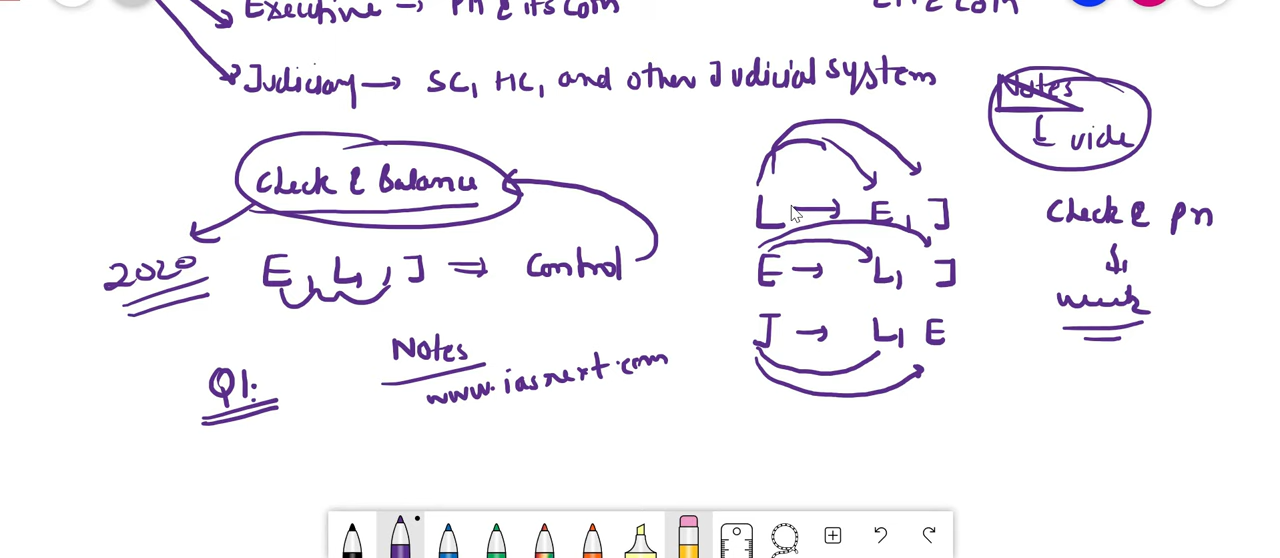 Executive → PM & its Com
Judiciary → SC, HC, and other Judicial system
Notes
↓ vide
Check & Balance
L → E, J
Check & pn
↓
week
2020
E, L, J ⇒ Control
E → L, J
J → L, E
Notes
www.iasnext.com
Q1: